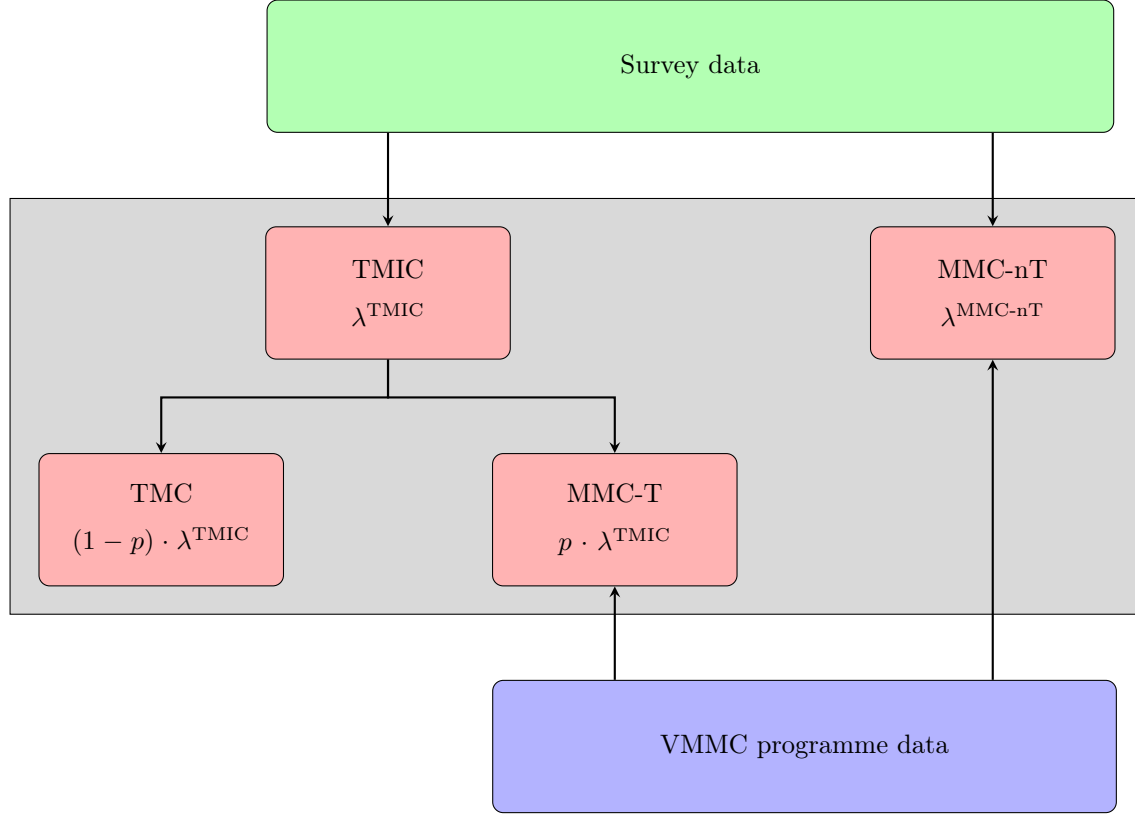 Survey data
TMIC
λ^TMIC
MMC-nT
λ^MMC-nT
TMC
(1 − p) · λ^TMIC
MMC-T
p · λ^TMIC
VMMC programme data